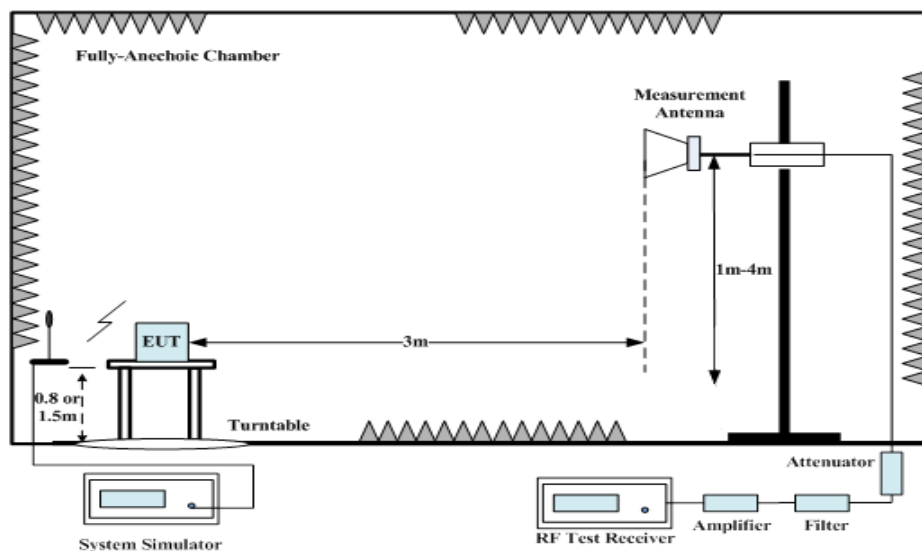 Fully-Anechoic Chamber
Measurement
Antenna
1m-4m
EUT
3m
0.8 or
1.5m
Turntable
Attenuator
System Simulator
RF Test Receiver
Amplifier
Filter